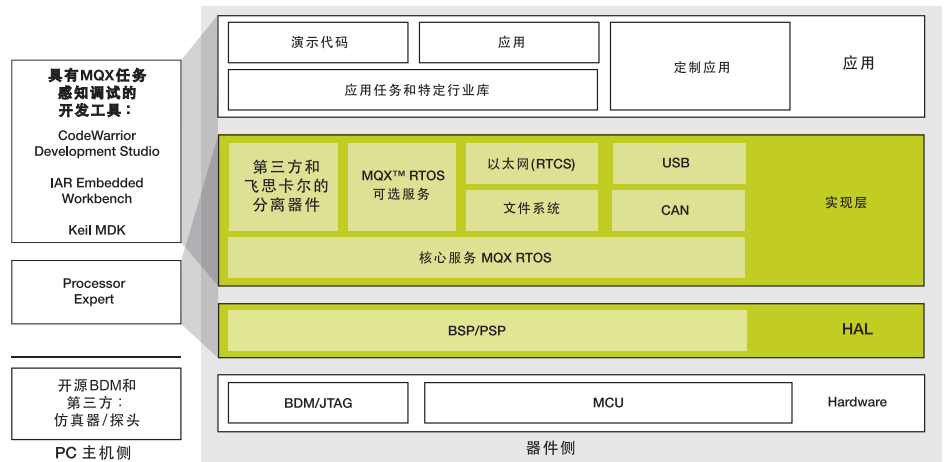 具有MQX任务
感知调试的
开发工具：
CodeWarrior
Development Studio
IAR Embedded
Workbench
Keil MDK
Processor
Expert
开源BDM和
第三方：
仿真器/探头
PC 主机侧
演示代码
应用
定制应用
应用
应用任务和特定行业库
第三方和
飞思卡尔的
分离器件
MQX™ RTOS
可选服务
以太网(RTCS)
USB
文件系统
CAN
实现层
核心服务 MQX RTOS
BSP/PSP
HAL
BDM/JTAG
MCU
Hardware
器件侧